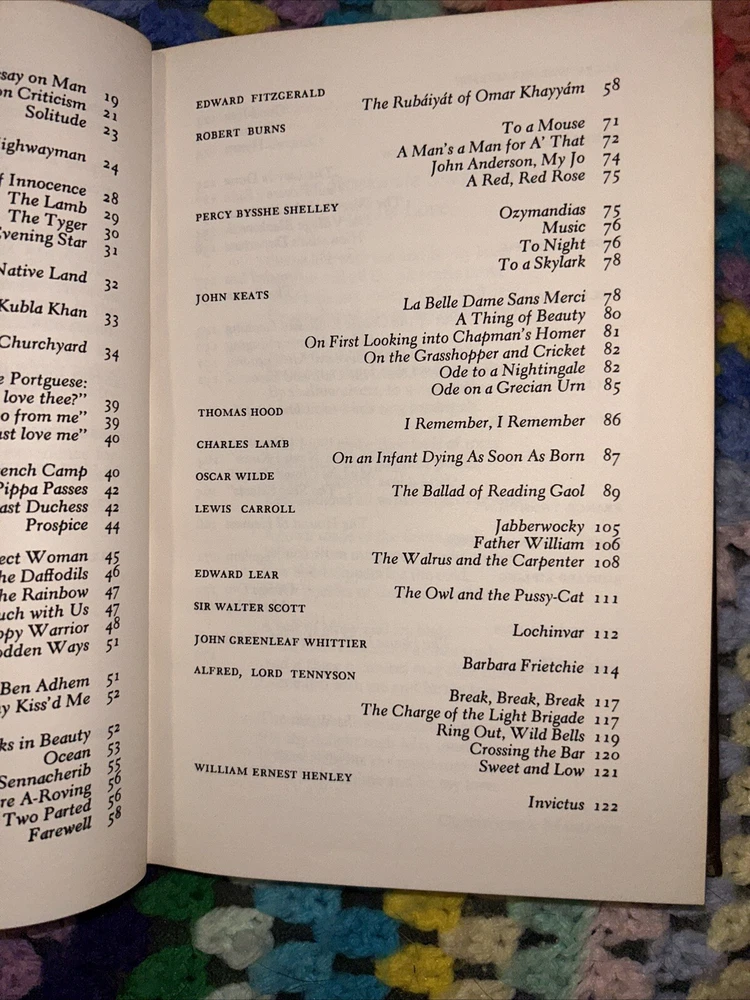 say on Man 19
on Criticism 21
Solitude 23
ighwayman 24
f Innocence 28
The Lamb 29
The Tyger 30
Evening Star 31
Native Land 32
Kubla Khan 33
Churchyard 34
e Portguese:
love thee?" 39
o from me" 39
st love me" 40
ench Camp 40
Pippa Passes 42
ast Duchess 42
Prospice 44
ect Woman 45
he Daffodils 46
he Rainbow 47
uch with Us 47
ppy Warrior 48
odden Ways 51
Ben Adhem 51
y Kiss'd Me 52
ks in Beauty 52
Ocean 53
Sennacherib 55
re A-Roving 56
Two Parted 56
Farewell 58
EDWARD FITZGERALD
The Rubáiyát of Omar Khayyám 58
ROBERT BURNS
To a Mouse 71
A Man's a Man for A' That 72
John Anderson, My Jo 74
A Red, Red Rose 75
PERCY BYSSHE SHELLEY
Ozymandias 75
Music 76
To Night 76
To a Skylark 78
JOHN KEATS
La Belle Dame Sans Merci 78
A Thing of Beauty 80
On First Looking into Chapman's Homer 81
On the Grasshopper and Cricket 82
Ode to a Nightingale 82
Ode on a Grecian Urn 85
THOMAS HOOD
I Remember, I Remember 86
CHARLES LAMB
On an Infant Dying As Soon As Born 87
OSCAR WILDE
The Ballad of Reading Gaol 89
LEWIS CARROLL
Jabberwocky 105
Father William 106
The Walrus and the Carpenter 108
EDWARD LEAR
The Owl and the Pussy-Cat 111
SIR WALTER SCOTT
Lochinvar 112
JOHN GREENLEAF WHITTIER
Barbara Frietchie 114
ALFRED, LORD TENNYSON
Break, Break, Break 117
The Charge of the Light Brigade 117
Ring Out, Wild Bells 119
Crossing the Bar 120
Sweet and Low 121
WILLIAM ERNEST HENLEY
Invictus 122